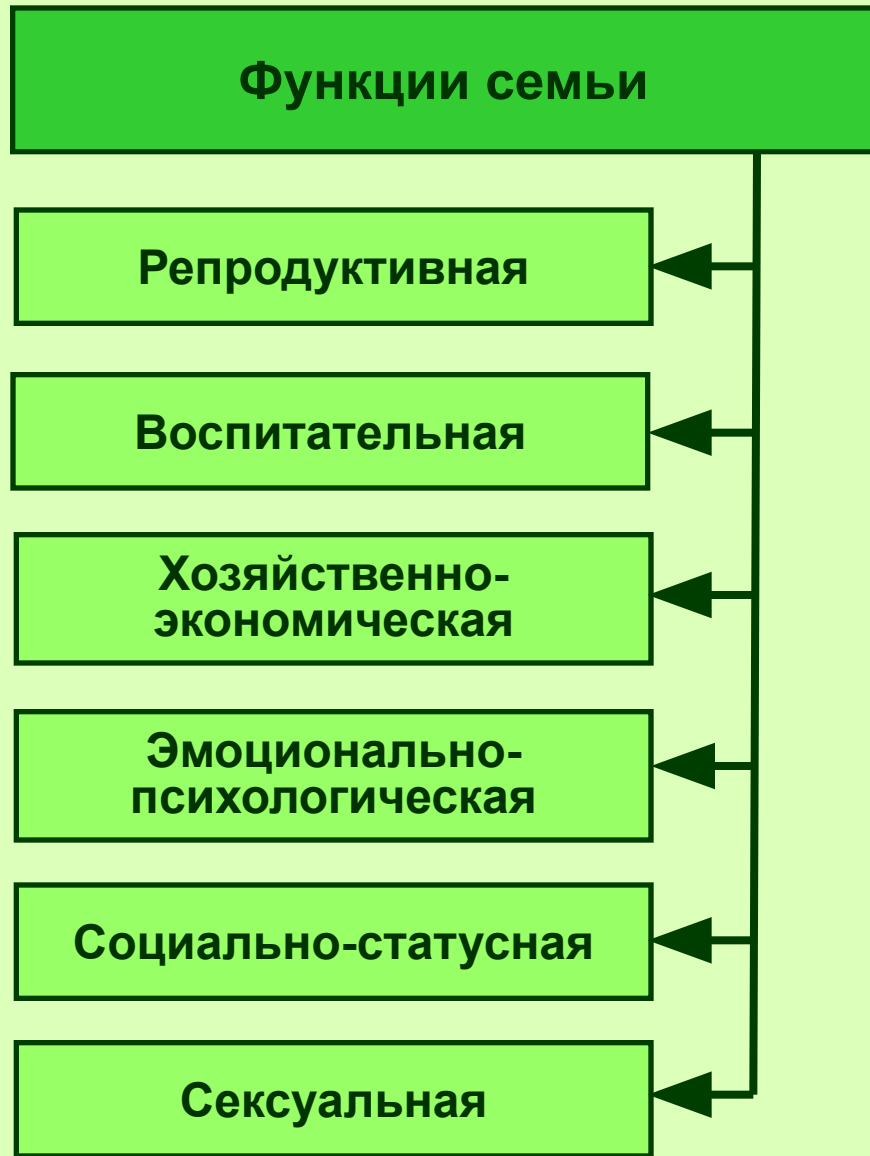 Функции семьи
Репродуктивная
Воспитательная
Хозяйственно-
экономическая
Эмоционально-
психологическая
Социально-статусная
Сексуальная